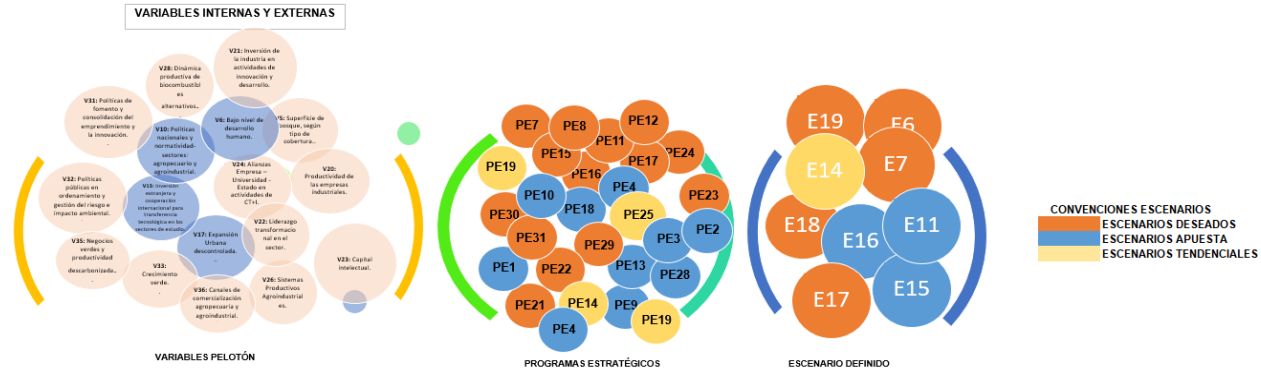 VARIABLES INTERNAS Y EXTERNAS
V21: Inversión de
la industria en
actividades de
innovación y
desarrollo.
V28: Dinámica
productiva de
biocombustibl
es
alternativos.
V31: Políticas de
fomento y
consolidación del
emprendimiento y
la innovación.
V10: Políticas
nacionales y
normatividad-
sectores:
agropecuario y
agroindustrial.
V6: Bajo nivel de
desarrollo
humano.
V5: Superficie de
bosque, según
tipo de
cobertura..
V32: Políticas
públicas en
ordenamiento y
gestión del riesgo e
impacto ambiental.
inversión
extranjera y
cooperación
internacional para
transferencia
tecnológica en los
sectores de estudio.
V24: Alianzas
Empresa –
Universidad -
Estado en
actividades de
CT+I.
V20:
Productividad de
las empresas
industriales.
V17: Expansión
Urbana
descontrolada.
V22: Liderazgo
transformacio
nal en el
sector.
V35: Negocios
verdes y
productividad
descarbonizada.
V33:
Crecimiento
verde.
V36: Canales de
comercialización
agropecuaria y
agroindustrial.
V26: Sistemas
Productivos
Agroindustrial
es.
V23: Capital
intelectual.
VARIABLES PELOTÓN
PE7
PE8
PE12
PE11
PE15
PE17
PE24
PE19
PE16
PE10
PE4
PE23
PE18
PE25
PE30
PE2
PE31
PE29
PE3
PE1
PE22
PE13
PE28
PE21
PE14
PE9
PE4
PE19
PROGRAMAS ESTRATÉGICOS
E19
E6
E14
E7
E18
E16
E11
E17
E15
ESCENARIO DEFINIDO
CONVENCIONES ESCENARIOS
ESCENARIOS DESEADOS
ESCENARIOS APUESTA
ESCENARIOS TENDENCIALES